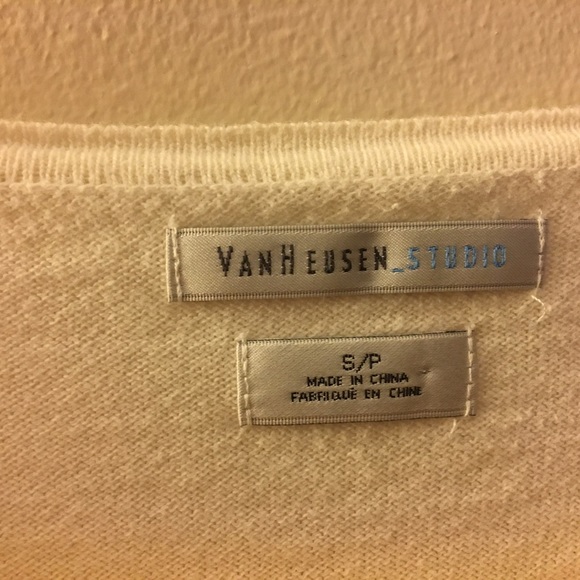 VANHEUSEN_STUDIO
S/P
MADE IN CHINA
FABRIQUÉ EN CHINE